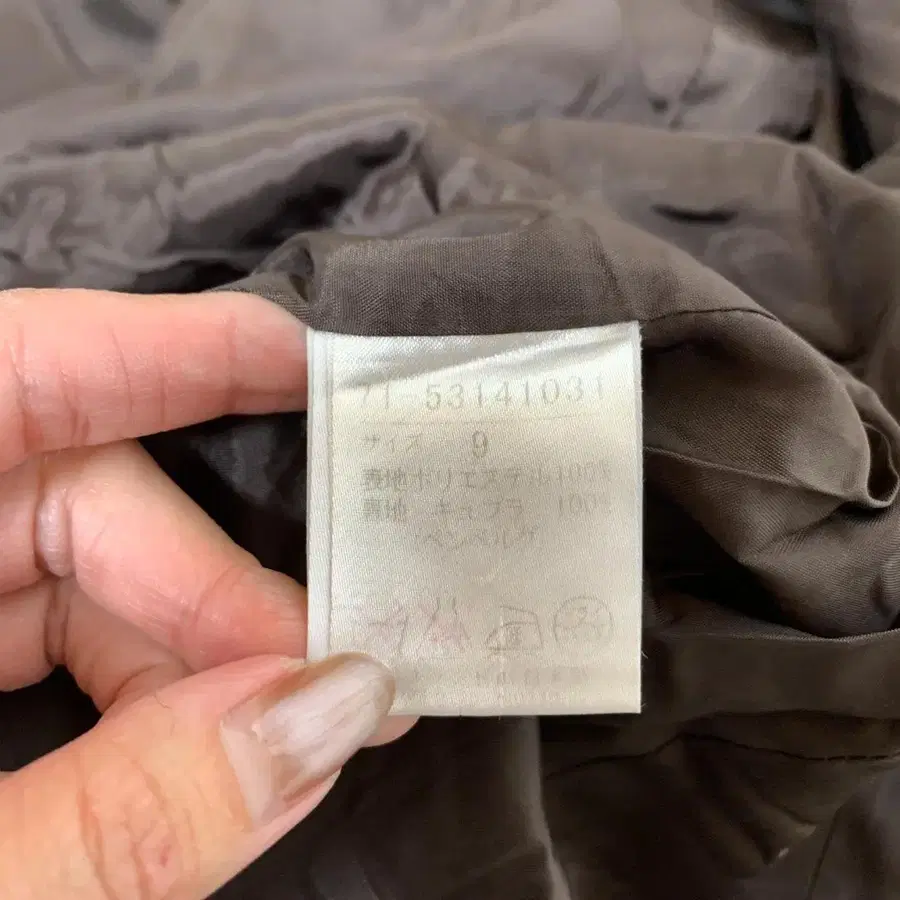 71-53141031
サイズ 9
表地ポリエステル100%
裏地 キュプラ 100%
(ベンベルグ)